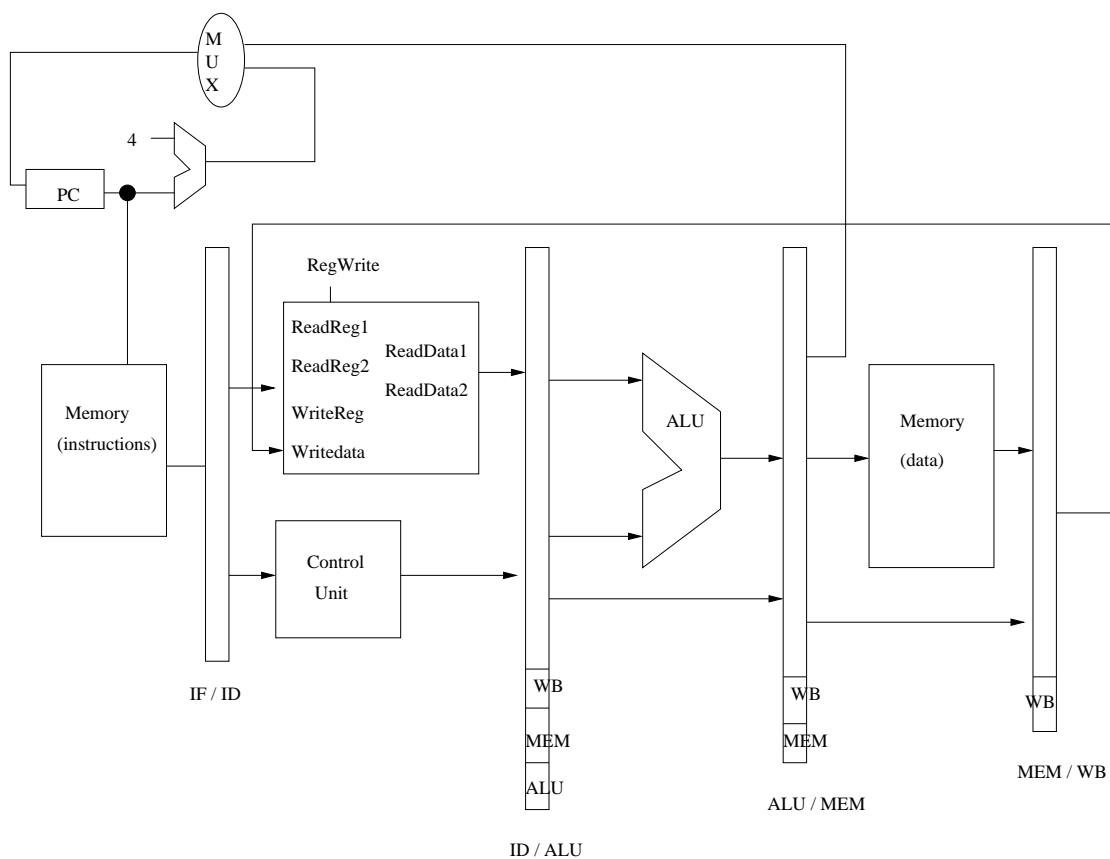 M
U
X
4
PC
RegWrite
ReadReg1
ReadData1
ReadReg2
ReadData2
WriteReg
Writedata
Memory
(instructions)
ALU
Memory
(data)
Control
Unit
IF / ID
WB
MEM
ALU
ID / ALU
WB
MEM
ALU / MEM
WB
MEM / WB